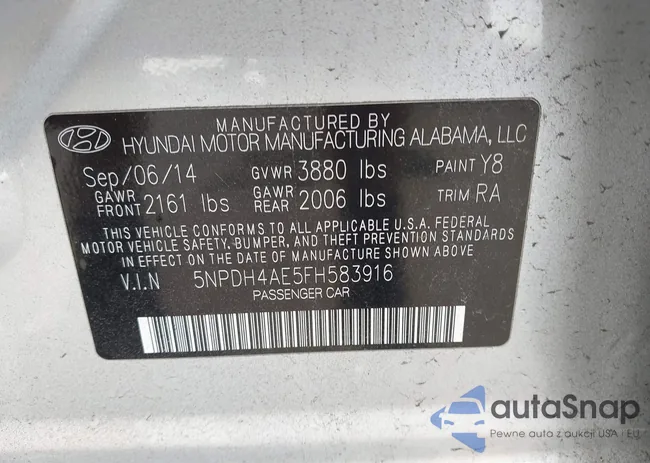 MANUFACTURED BY
HYUNDAI MOTOR MANUFACTURING ALABAMA, LLC
Sep/06/14 GVWR 3880 lbs PAINT Y8
GAWR FRONT 2161 lbs GAWR REAR 2006 lbs TRIM RA
THIS VEHICLE CONFORMS TO ALL APPLICABLE U.S.A. FEDERAL
MOTOR VEHICLE SAFETY, BUMPER, AND THEFT PREVENTION STANDARDS
IN EFFECT ON THE DATE OF MANUFACTURE SHOWN ABOVE.
V.I.N 5NPDH4AE5FH583916
PASSENGER CAR
autoSnap
Pewne auta z aukcji USA i EU